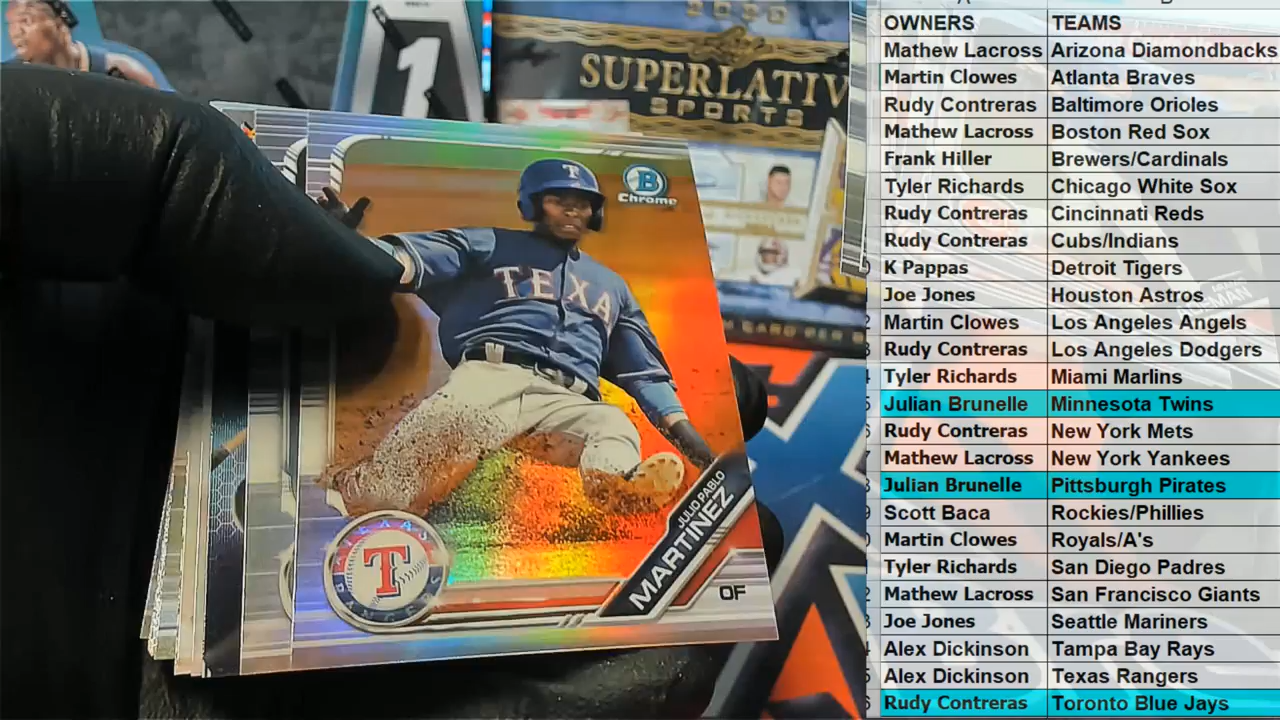 1
2020
SUPERLATIV
SPORTS
B
Chrome
T
TEXA
TEXAS
T
JULIO PABLO
MARTINEZ
OF
OWNERS TEAMS
Mathew Lacross Arizona Diamondbacks
Martin Clowes Atlanta Braves
Rudy Contreras Baltimore Orioles
Mathew Lacross Boston Red Sox
Frank Hiller Brewers/Cardinals
Tyler Richards Chicago White Sox
Rudy Contreras Cincinnati Reds
Rudy Contreras Cubs/Indians
K Pappas Detroit Tigers
Joe Jones Houston Astros
Martin Clowes Los Angeles Angels
Rudy Contreras Los Angeles Dodgers
Tyler Richards Miami Marlins
Julian Brunelle Minnesota Twins
Rudy Contreras New York Mets
Mathew Lacross New York Yankees
Julian Brunelle Pittsburgh Pirates
Scott Baca Rockies/Phillies
Martin Clowes Royals/A's
Tyler Richards San Diego Padres
Mathew Lacross San Francisco Giants
Joe Jones Seattle Mariners
Alex Dickinson Tampa Bay Rays
Alex Dickinson Texas Rangers
Rudy Contreras Toronto Blue Jays